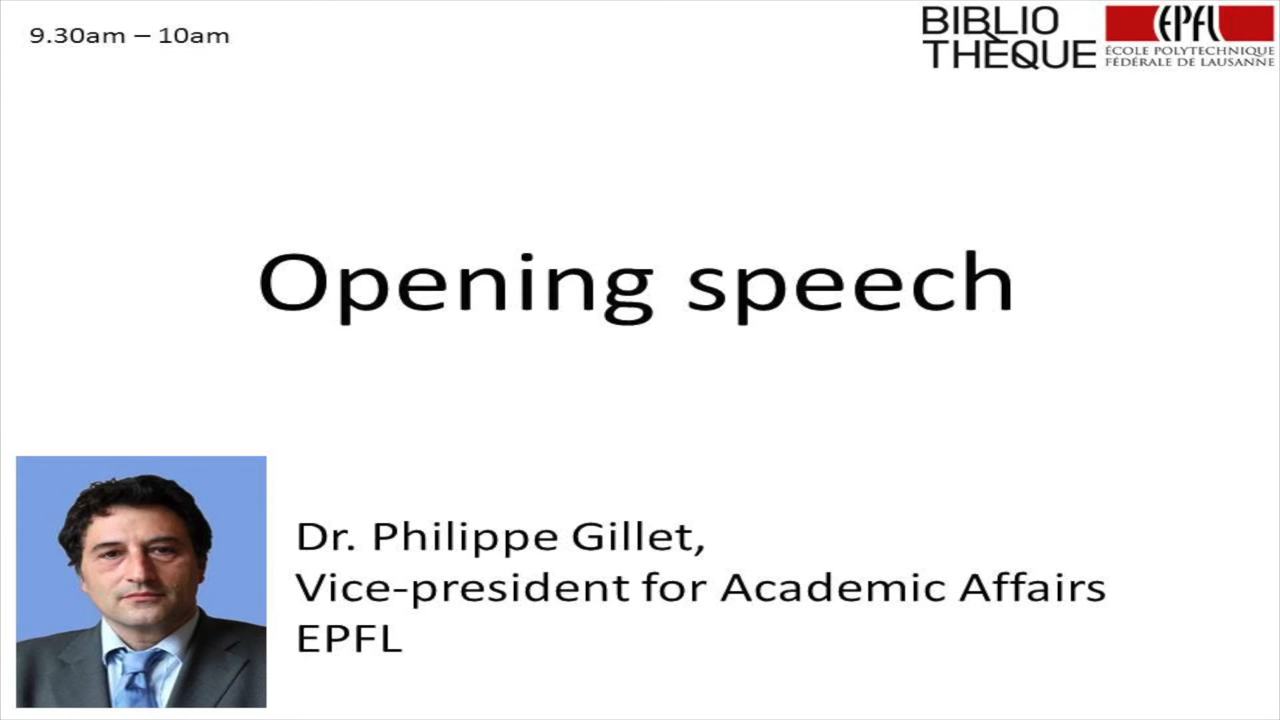 9.30am – 10am
BIBLIO
THÈQUE
EPFL
ÉCOLE POLYTECHNIQUE
FÉDÉRALE DE LAUSANNE
Opening speech
Dr. Philippe Gillet,
Vice-president for Academic Affairs
EPFL